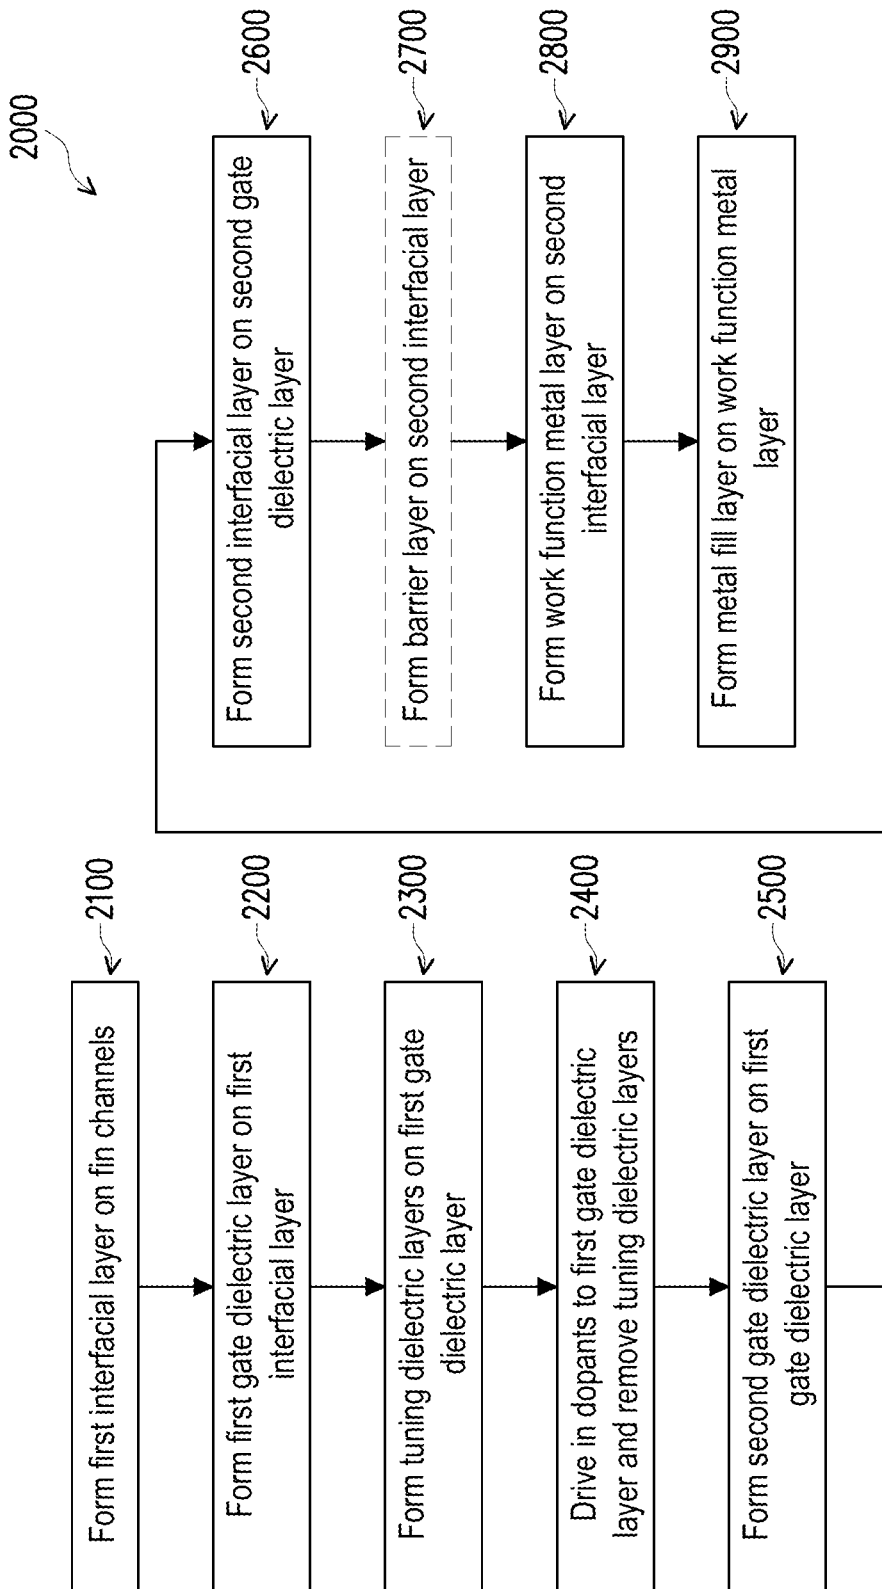 2000
Form first interfacial layer on fin channels
2100
Form first gate dielectric layer on first
interfacial layer
2200
Form tuning dielectric layers on first gate
dielectric layer
2300
Drive in dopants to first gate dielectric
layer and remove tuning dielectric layers
2400
Form second gate dielectric layer on first
gate dielectric layer
2500
Form second interfacial layer on second gate
dielectric layer
2600
Form barrier layer on second interfacial layer
2700
Form work function metal layer on second
interfacial layer
2800
Form metal fill layer on work function metal
layer
2900